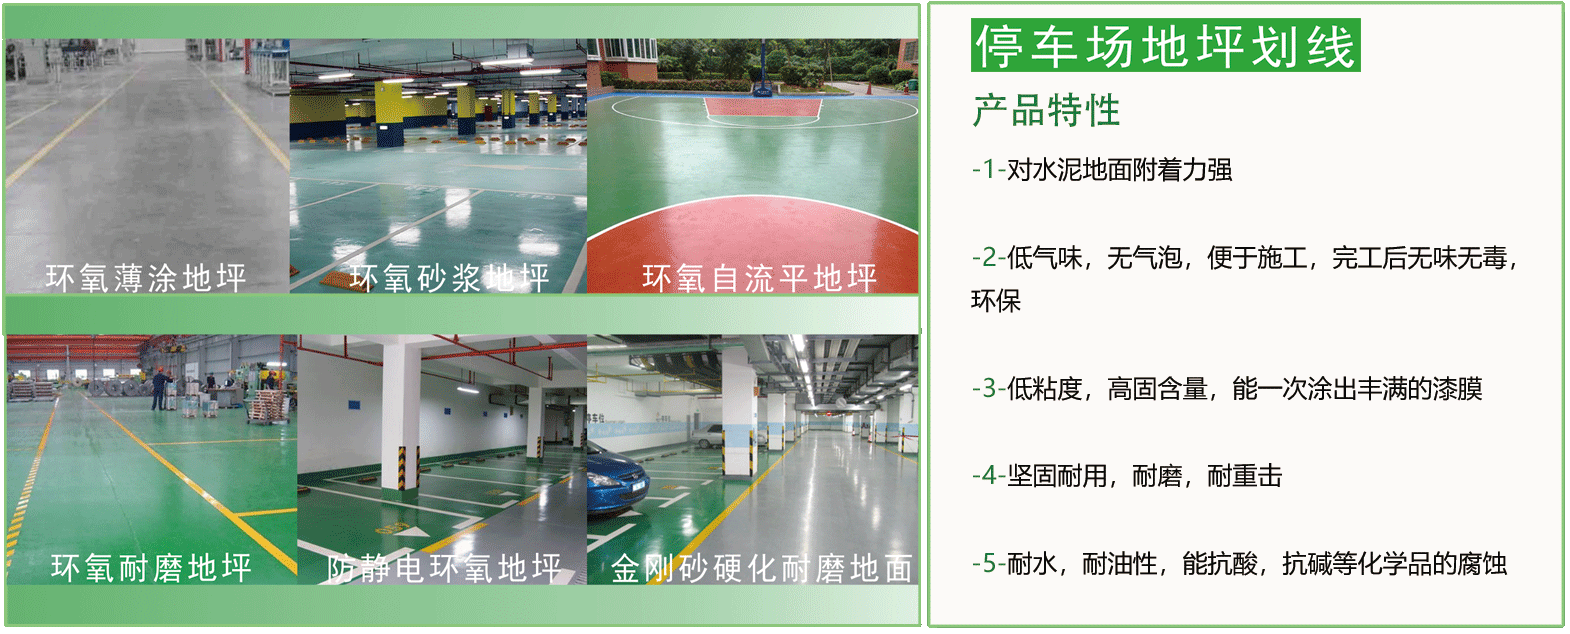 环氧薄涂地坪
环氧砂浆地坪
环氧自流平地坪
环氧耐磨地坪
防静电环氧地坪
金刚砂硬化耐磨地面
停车场地坪划线
产品特性
-1-对水泥地面附着力强
-2-低气味，无气泡，便于施工，完工后无味无毒，
环保
-3-低粘度，高固含量，能一次涂出丰满的漆膜
-4-坚固耐用，耐磨，耐重击
-5-耐水，耐油性，能抗酸，抗碱等化学品的腐蚀